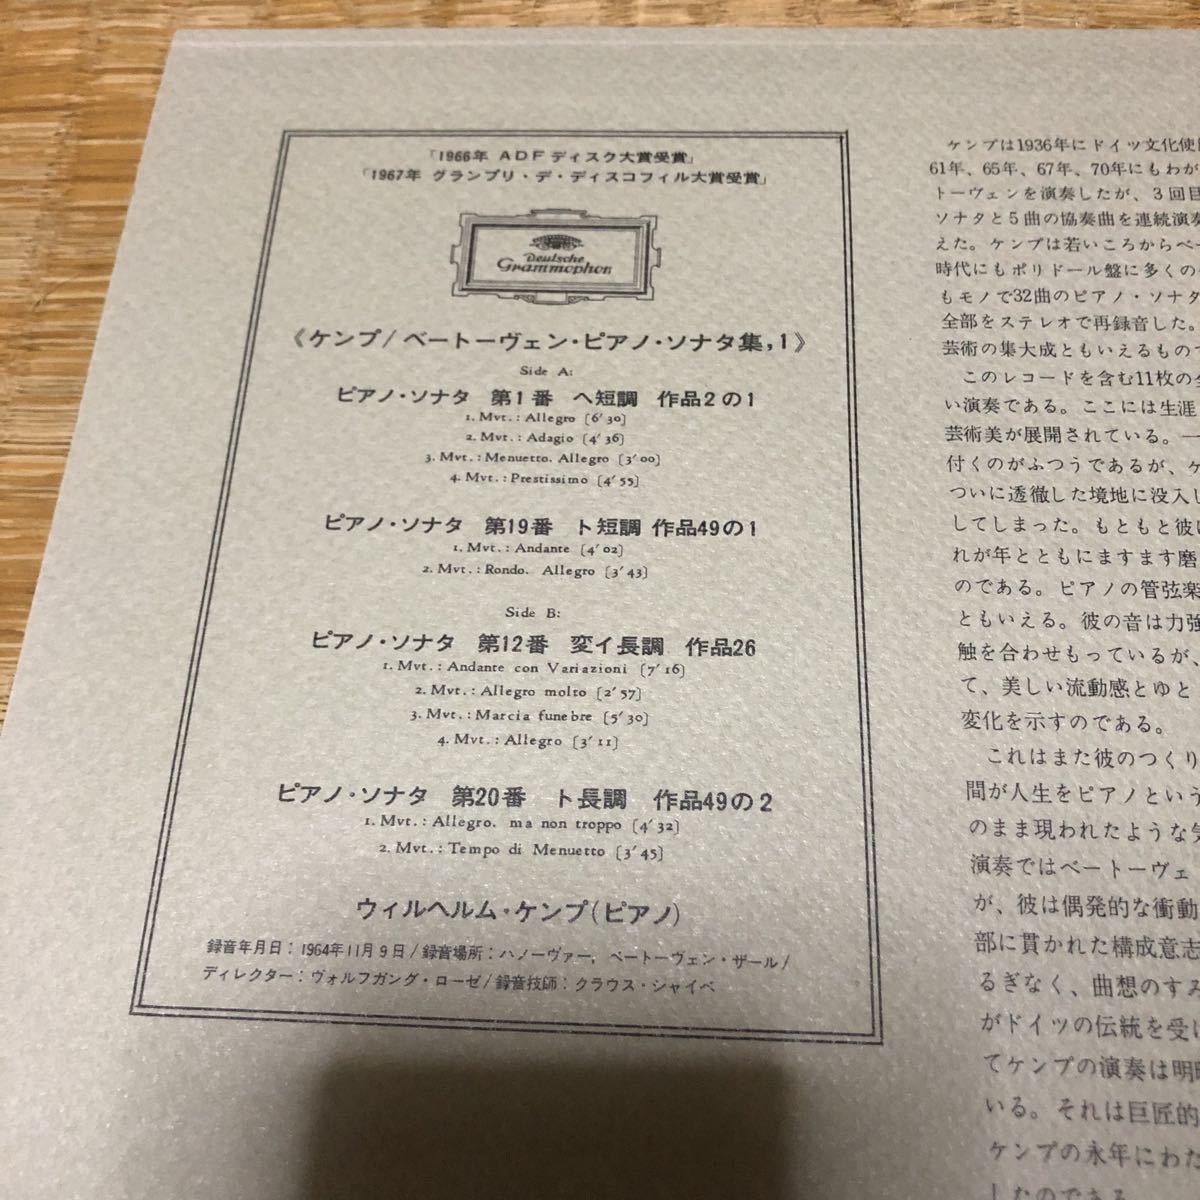 「1966年 ADFディスク大賞受賞」
「1967年 グランプリ・デ・ディスコフィル大賞受賞」
Deutsche
Grammophon
《ケンプ/ベートーヴェン・ピアノ・ソナタ集,1》
Side A:
ピアノ・ソナタ 第1番 ヘ短調 作品2の1
1. Mvt.: Allegro [6′30]
2. Mvt.: Adagio [4′36]
3. Mvt.: Menuetto. Allegro [3′00]
4. Mvt.: Prestissimo [4′55]
ピアノ・ソナタ 第19番 ト短調 作品49の1
1. Mvt.: Andante [4′02]
2. Mvt.: Rondo. Allegro [3′43]
Side B:
ピアノ・ソナタ 第12番 変イ長調 作品26
1. Mvt.: Andante con Variazioni [7′16]
2. Mvt.: Allegro molto [2′57]
3. Mvt.: Marcia funebre [5′30]
4. Mvt.: Allegro [3′11]
ピアノ・ソナタ 第20番 ト長調 作品49の2
1. Mvt.: Allegro, ma non troppo [4′32]
2. Mvt.: Tempo di Menuetto [3′45]
ウィルヘルム・ケンプ(ピアノ)
録音年月日:1964年11月9日/録音場所:ハノーヴァー,ベートーヴェン・ザール/
ディレクター:ヴォルフガング・ローゼ/録音技師:クラウス・シャイベ
ケンプは1936年にドイツ文化使
61年、65年、67年、70年にもわが
トーヴェンを演奏したが、3回目
ソナタと5曲の協奏曲を連続演奏
えた。ケンプは若いころからベー
時代にもポリドール盤に多くの
もモノで32曲のピアノ・ソナタ
全部をステレオで再録音した。
芸術の集大成ともいえるもので
このレコードを含む11枚の全
い演奏である。ここには生涯
芸術美が展開されている。—
付くのがふつうであるが、ケ
ついに透徹した境地に没入し
してしまった。もともと彼に
れが年とともにますます磨
のである。ピアノの管弦楽
ともいえる。彼の音は力強
触を合わせもっているが、
て、美しい流動感とゆと
変化を示すのである。
これはまた彼のつくり
間が人生をピアノという
のまま現われたような気
演奏ではベートーヴェ
が、彼は偶発的な衝動
部に貫かれた構成意志
るぎなく、曲想のすみ
がドイツの伝統を受け
てケンプの演奏は明晰
いる。それは巨匠的
ケンプの永年にわた
したのである。